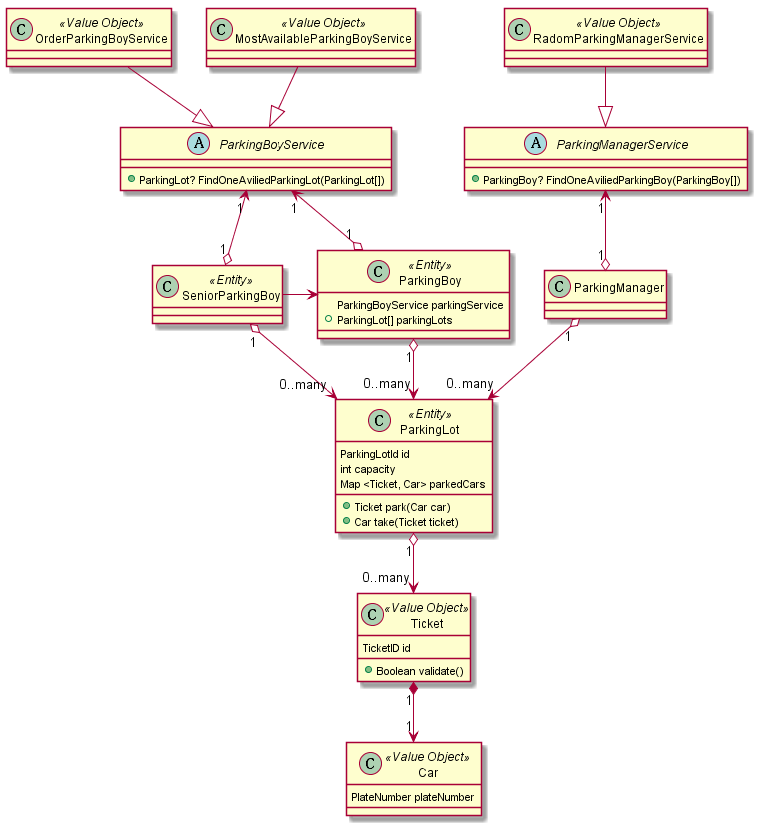 C «Value Object»
OrderParkingBoyService
C «Value Object»
MostAvailableParkingBoyService
C «Value Object»
RadomParkingManagerService
A ParkingBoyService
ParkingLot? FindOneAviliedParkingLot(ParkingLot[])
A ParkingManagerService
ParkingBoy? FindOneAviliedParkingBoy(ParkingBoy[])
1
1
1
1
1
1
C «Entity»
SeniorParkingBoy
C «Entity»
ParkingBoy
ParkingBoyService parkingService
ParkingLot[] parkingLots
C ParkingManager
1
1
1
0..many
0..many
0..many
C «Entity»
ParkingLot
ParkingLotId id
int capacity
Map <Ticket, Car> parkedCars
Ticket park(Car car)
Car take(Ticket ticket)
1
0..many
C «Value Object»
Ticket
TicketID id
Boolean validate()
1
1
C «Value Object»
Car
PlateNumber plateNumber